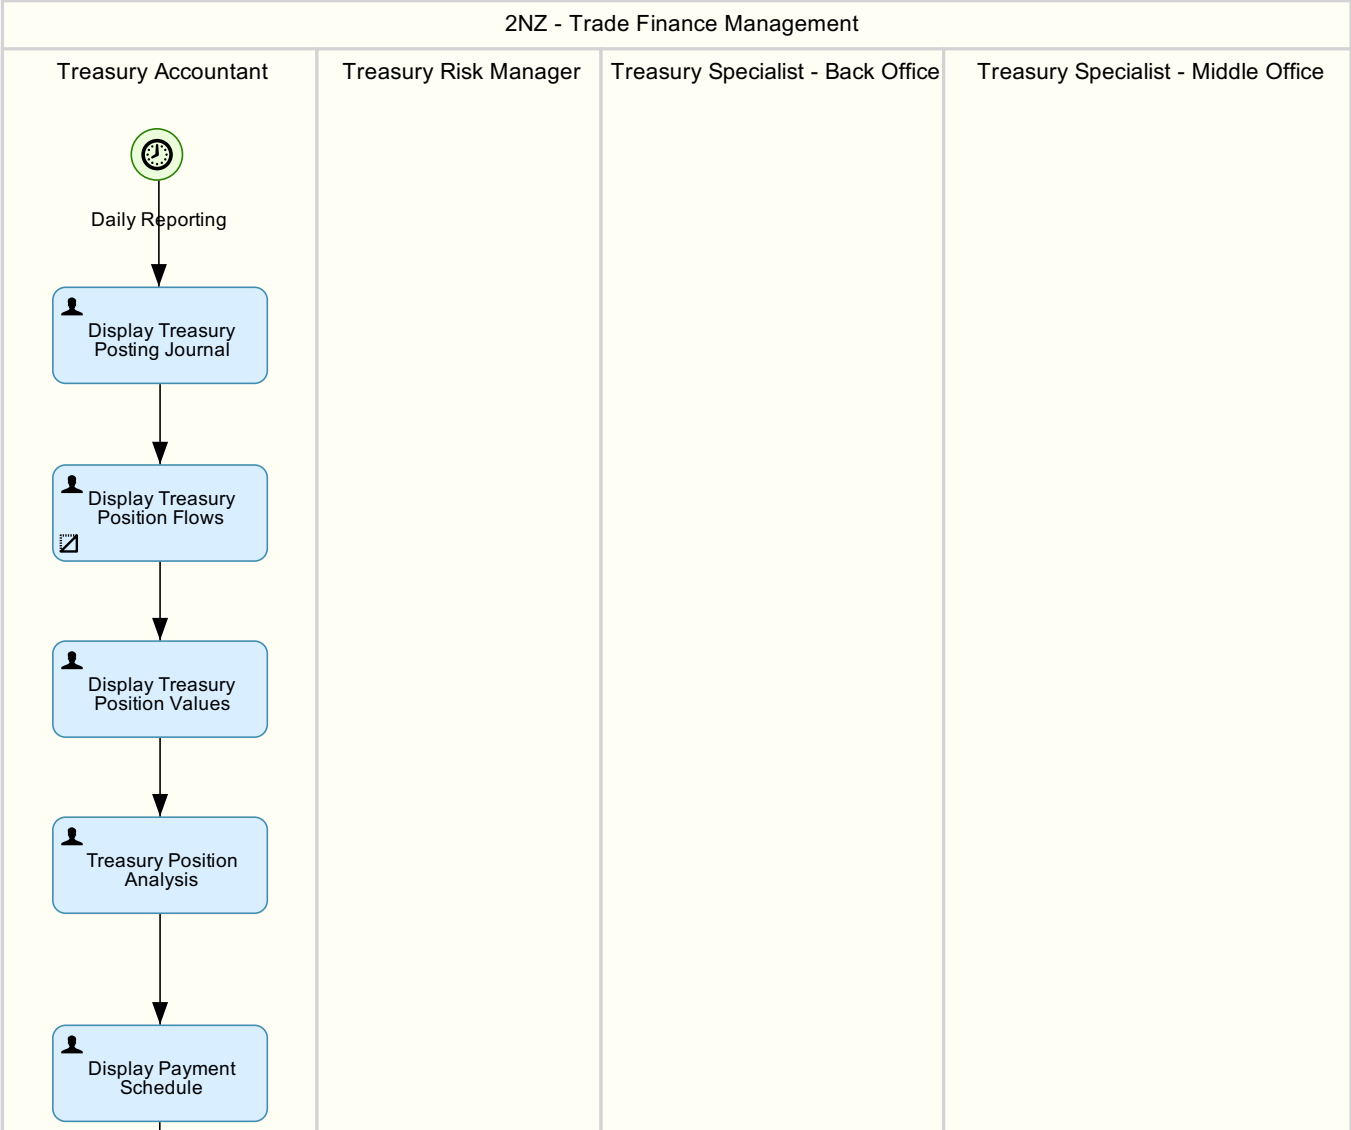 2NZ - Trade Finance Management
Treasury Accountant
Treasury Risk Manager
Treasury Specialist - Back Office
Treasury Specialist - Middle Office
Daily Reporting
Display Treasury
Posting Journal
Display Treasury
Position Flows
Display Treasury
Position Values
Treasury Position
Analysis
Display Payment
Schedule